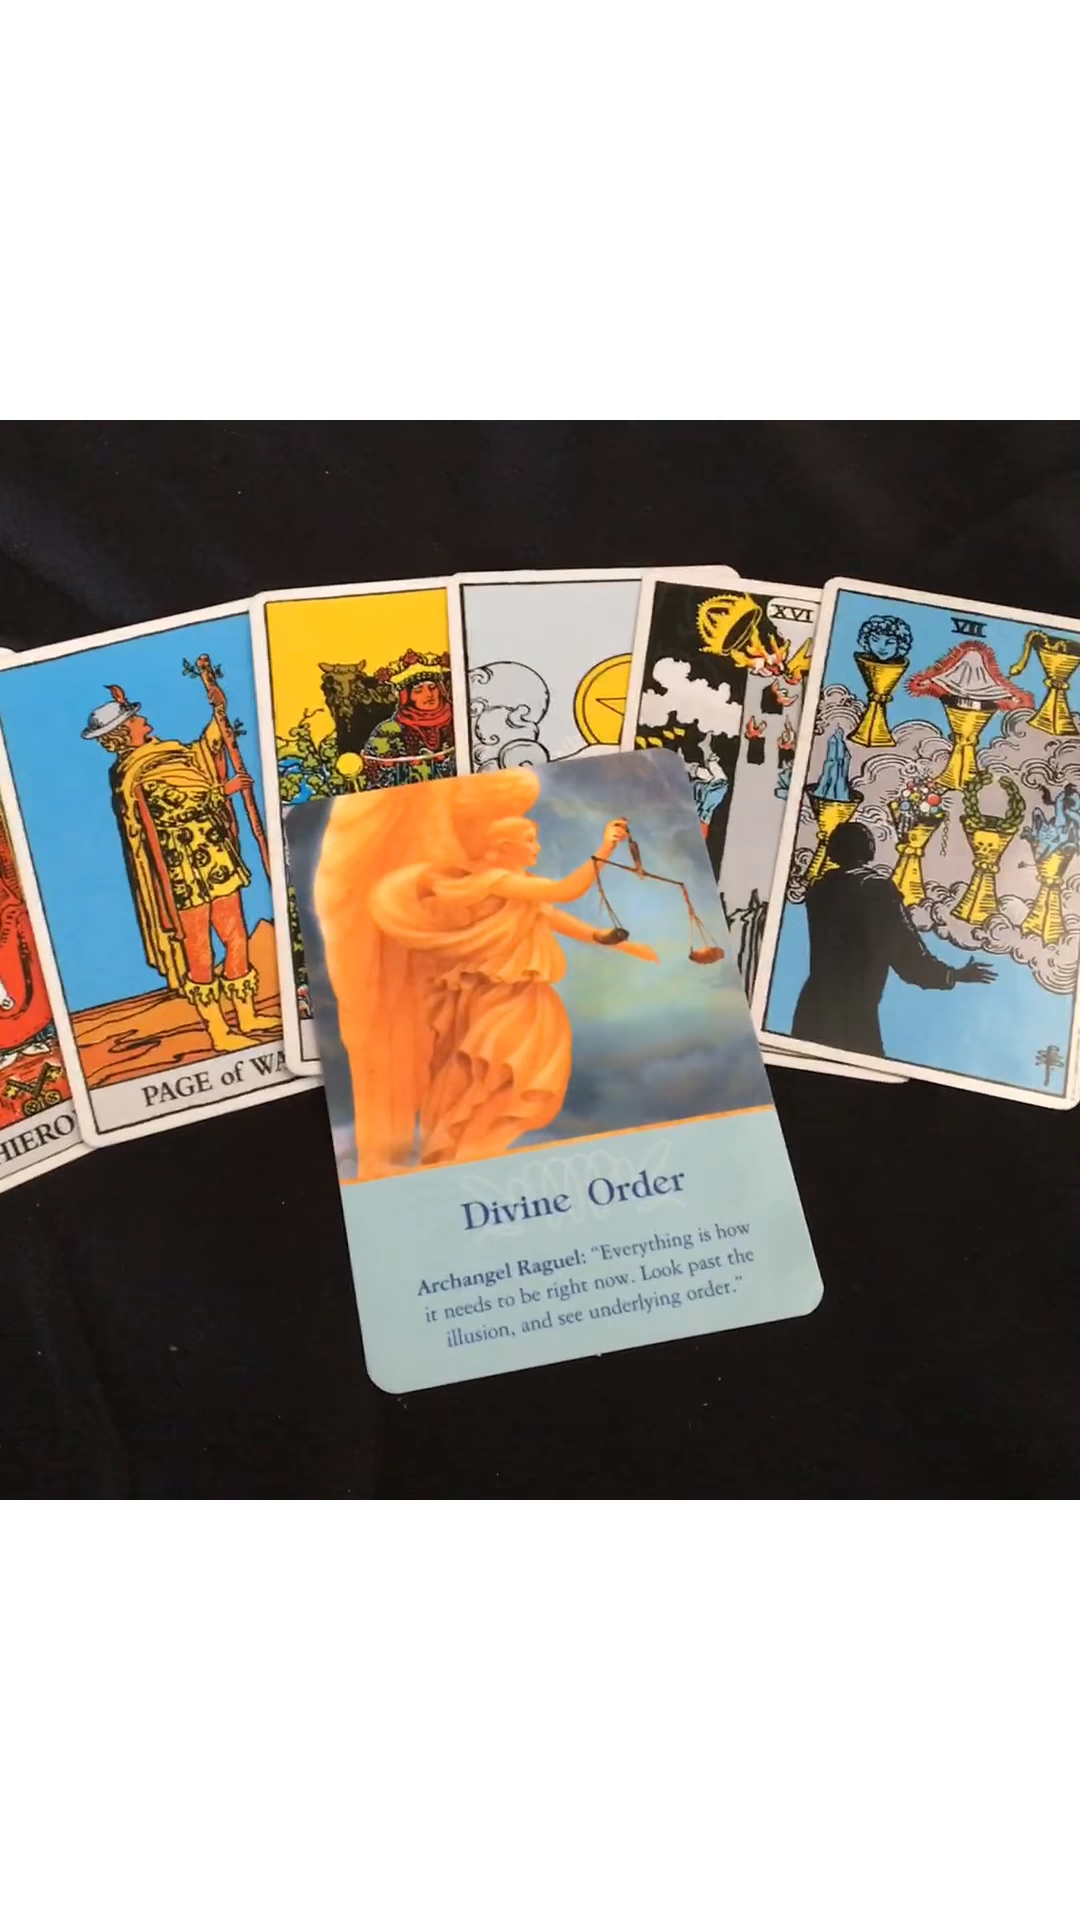 XVI
VII
PAGE of WA
HIERO
Divine Order
Archangel Raguel: “Everything is how
it needs to be right now. Look past the
illusion, and see underlying order.”